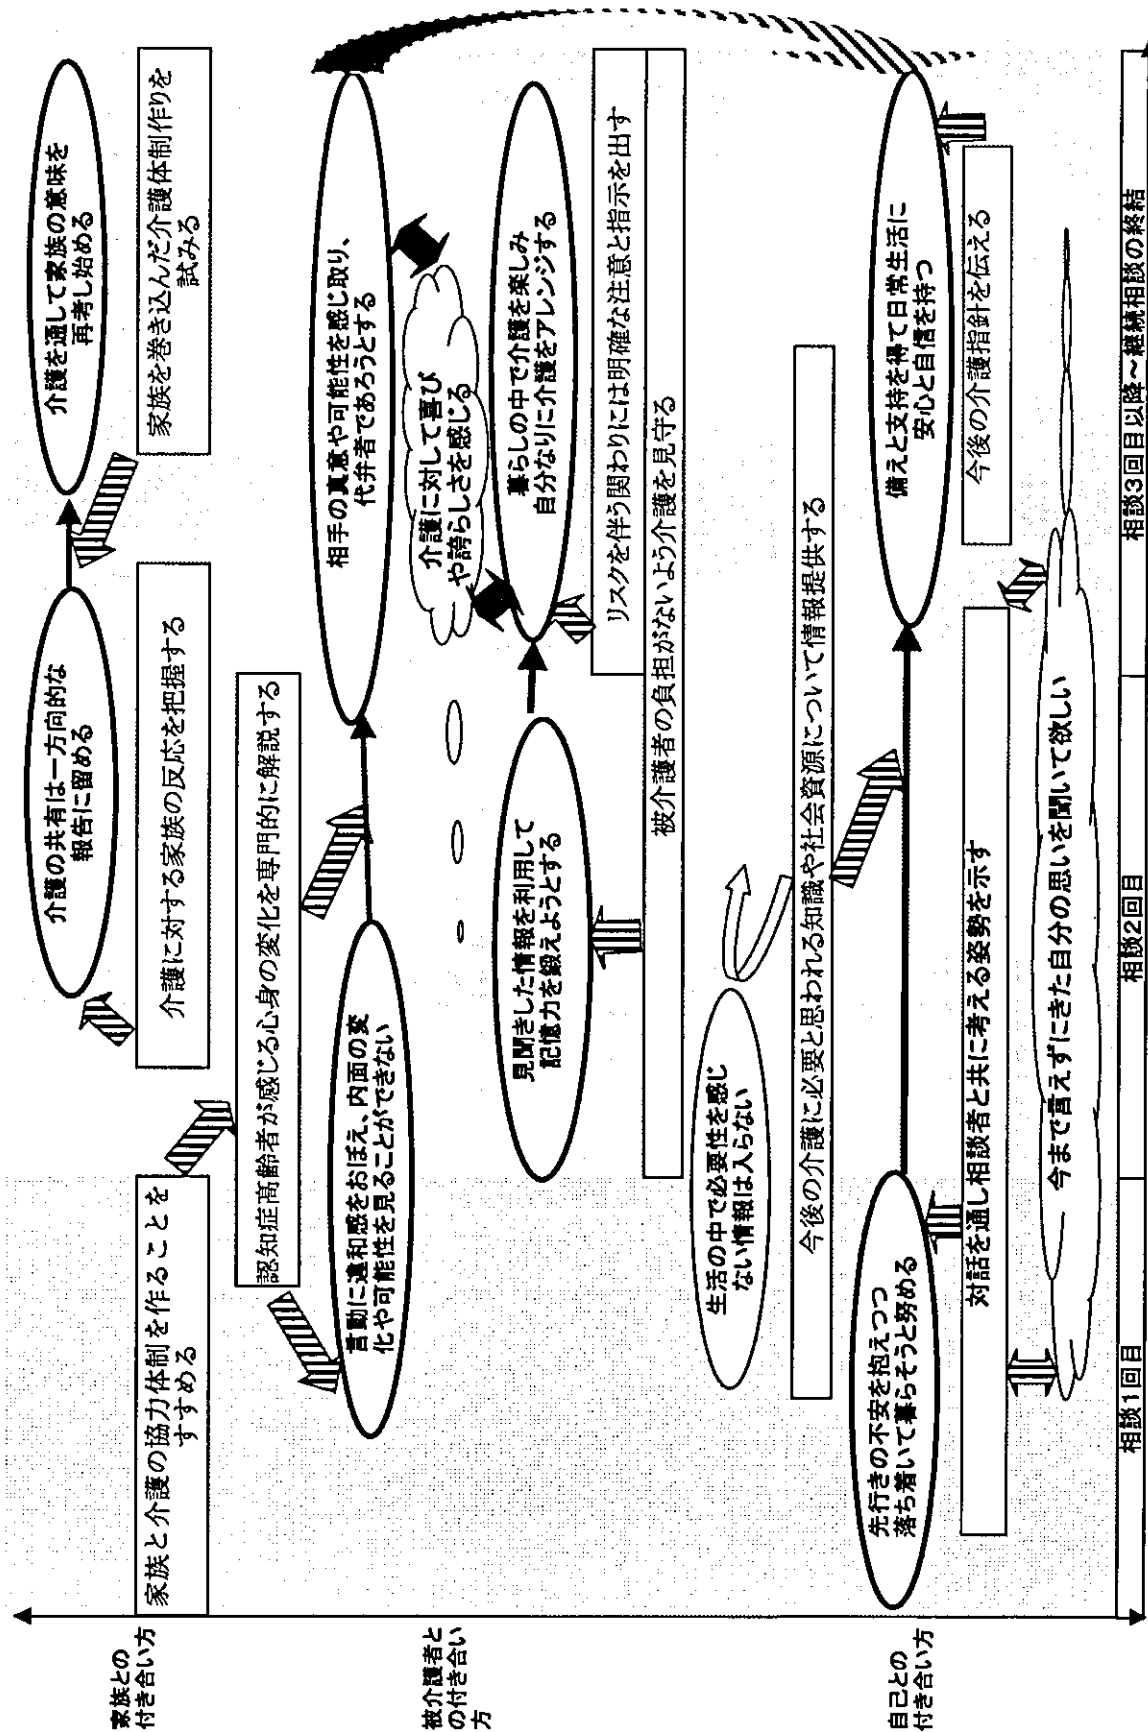 家族との
付き合い方
介護の共有は一方向的な
報告に留める
介護を通して家族の意味を
再考し始める
家族と介護の協力体制を作ることを
すすめる
介護に対する家族の反応を把握する
家族を巻き込んだ介護体制作りを
試みる
認知症高齢者が感じる心身の変化を専門的に解説する
被介護者と
の付き合い
方
言動に違和感をおぼえ、内面の変
化や可能性を見ることができない
相手の真意や可能性を感じ取り、
代弁者であろうとする
介護に対して喜び
や誇らしさを感じる
見聞きした情報を利用して
記憶力を鍛えようとする
暮らしの中で介護を楽しみ
自分なりに介護をアレンジする
リスクを伴う関わりには明確な注意と指示を出す
被介護者の負担がないよう介護を見守る
生活の中で必要性を感じ
ない情報は入らない
今後の介護に必要と思われる知識や社会資源について情報提供する
自己との
付き合い方
先行きの不安を抱えつつ
落ち着いて暮らそうと努める
備えと支持を得て日常生活に
安心と自信を持つ
対話を通し相談者と共に考える姿勢を示す
今後の介護指針を伝える
今まで言えずにきた自分の思いを聞いて欲しい
相談1回目
相談2回目
相談3回目以降～継続相談の終結